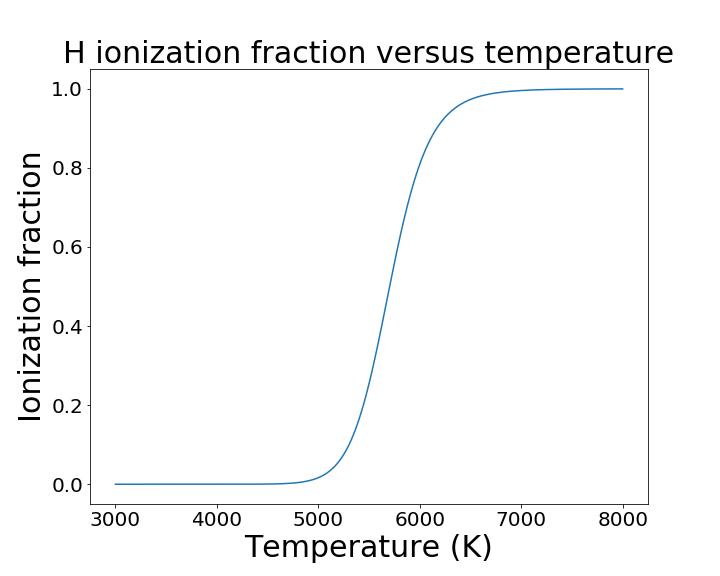 H ionization fraction versus temperature
Ionization fraction
1.0
0.8
0.6
0.4
0.2
0.0
3000 4000 5000 6000 7000 8000
Temperature (K)